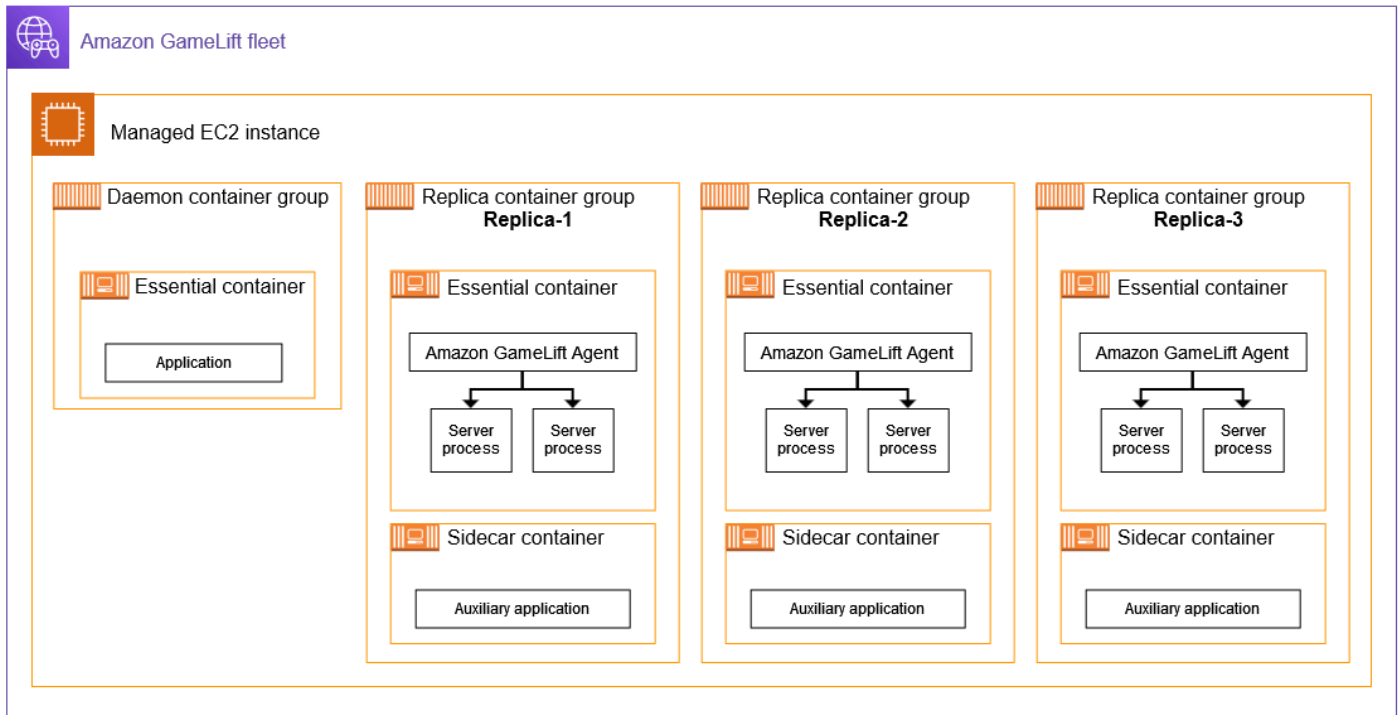 Amazon GameLift fleet
Managed EC2 instance
Daemon container group
Essential container
Application
Replica container group
Replica-1
Essential container
Amazon GameLift Agent
Server
process
Server
process
Sidecar container
Auxiliary application
Replica container group
Replica-2
Essential container
Amazon GameLift Agent
Server
process
Server
process
Sidecar container
Auxiliary application
Replica container group
Replica-3
Essential container
Amazon GameLift Agent
Server
process
Server
process
Sidecar container
Auxiliary application